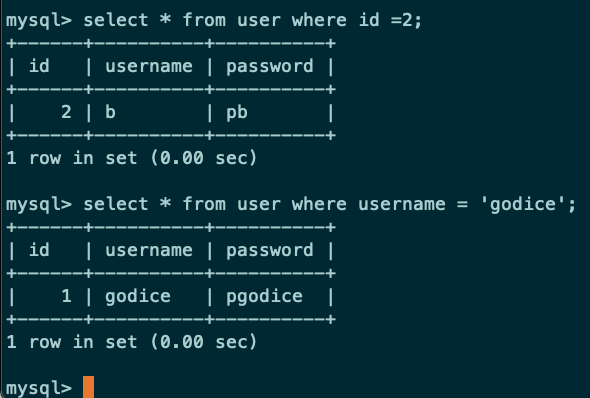 mysql> select * from user where id =2;
+------+----------+----------+
| id   | username | password |
+------+----------+----------+
|    2 | b        | pb       |
+------+----------+----------+
1 row in set (0.00 sec)
mysql> select * from user where username = 'godice';
+------+----------+----------+
| id   | username | password |
+------+----------+----------+
|    1 | godice   | pgodice  |
+------+----------+----------+
1 row in set (0.00 sec)
mysql>